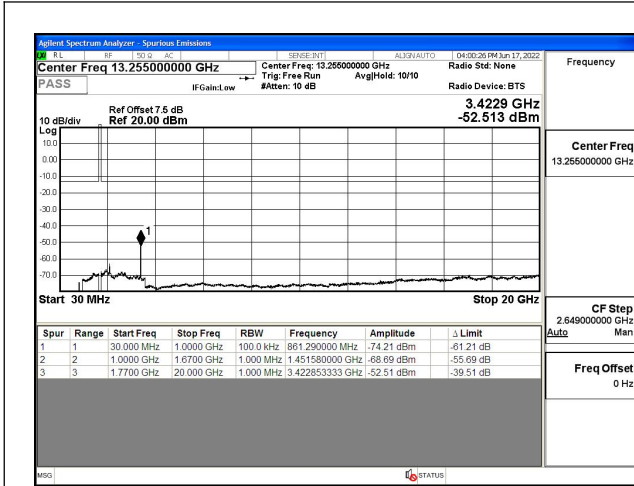 Agilent Spectrum Analyzer - Spurious Emissions
RL RF 50 Ω AC SENSE:INT ALIGNAUTO 04:00:26 PM Jun 17, 2022
Center Freq 13.255000000 GHz
Center Freq: 13.255000000 GHz
Radio Std: None
Trig: Free Run Avg|Hold: 10/10
PASS
IFGain:Low
#Atten: 10 dB
Radio Device: BTS
Ref Offset 7.5 dB
3.4229 GHz
10 dB/div Ref 20.00 dBm
-52.513 dBm
Log
10.0
0.00
-10.0
-20.0
-30.0
-40.0
1
-50.0
-60.0
-70.0
Start 30 MHz Stop 20 GHz
Spur Range Start Freq Stop Freq RBW Frequency Amplitude Δ Limit
1 1 30.000 MHz 1.0000 GHz 100.0 kHz 861.290000 MHz -74.21 dBm -61.21 dB
2 2 1.0000 GHz 1.6700 GHz 1.000 MHz 1.451580000 GHz -68.69 dBm -55.69 dB
3 3 1.7700 GHz 20.000 GHz 1.000 MHz 3.422853333 GHz -52.51 dBm -39.51 dB
MSG STATUS
Frequency
Center Freq
13.255000000 GHz
CF Step
2.649000000 GHz
Auto Man
Freq Offset
0 Hz